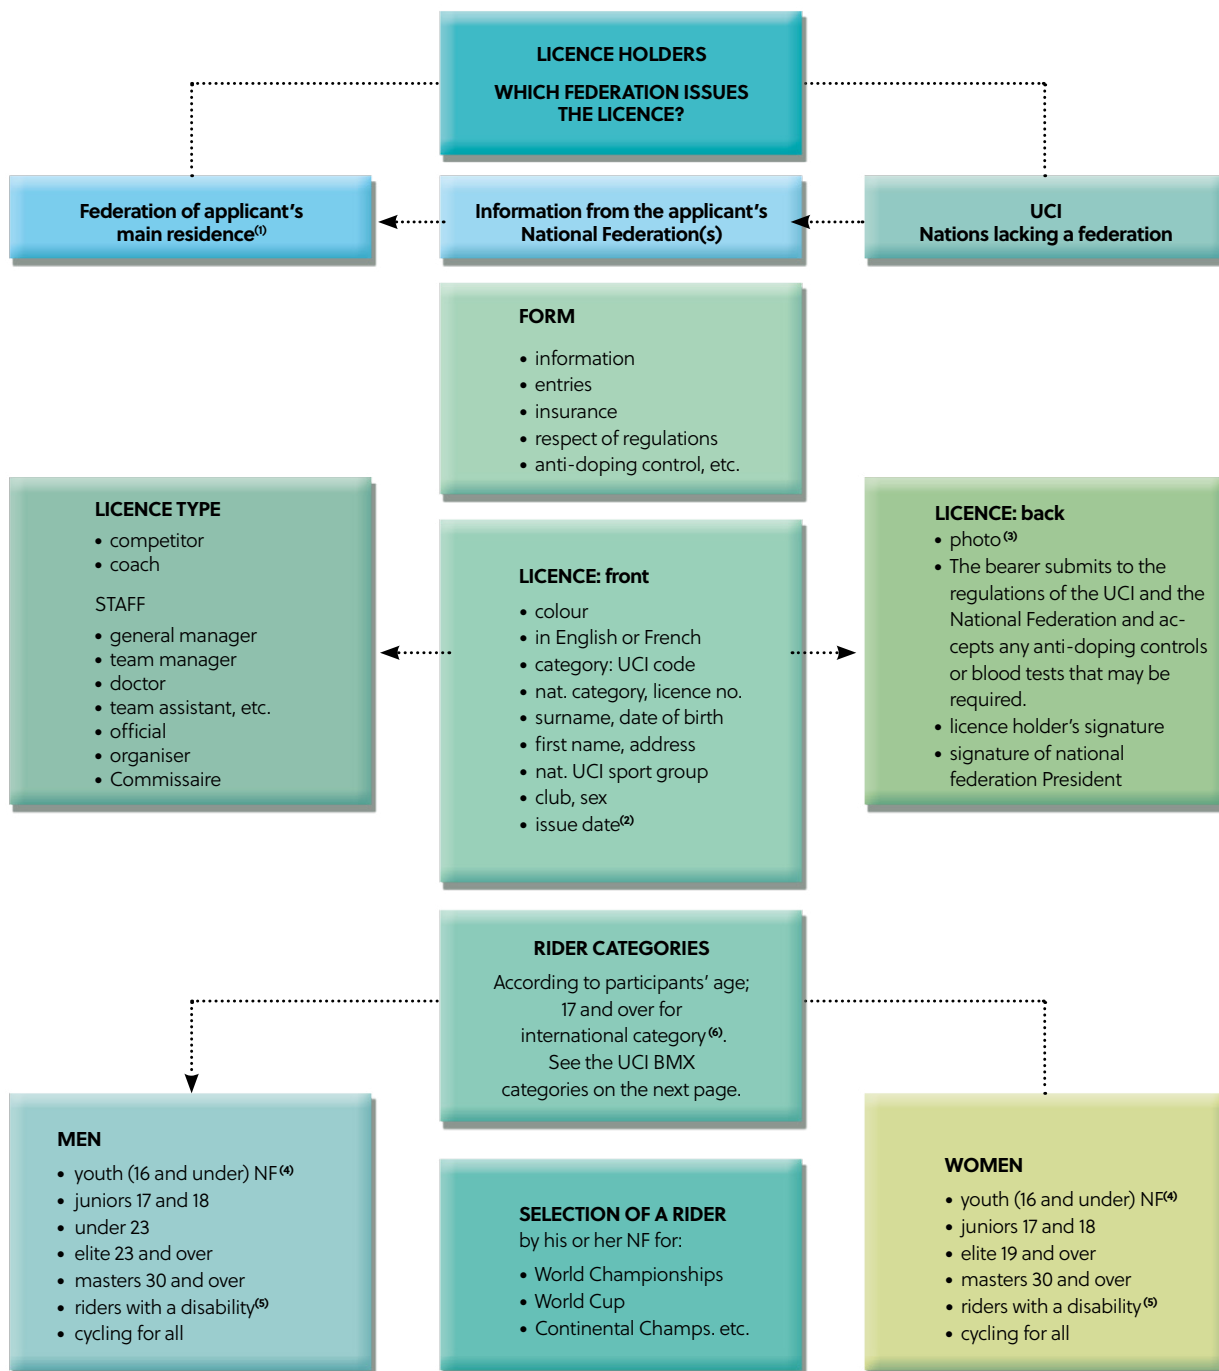 LICENCE HOLDERS
WHICH FEDERATION ISSUES
THE LICENCE?
Federation of applicant's
main residence(1)
Information from the applicant's
National Federation(s)
UCI
Nations lacking a federation
FORM
• information
• entries
• insurance
• respect of regulations
• anti-doping control, etc.
LICENCE TYPE
• competitor
• coach
STAFF
• general manager
• team manager
• doctor
• team assistant, etc.
• official
• organiser
• Commissaire
LICENCE: front
• colour
• in English or French
• category: UCI code
• nat. category, licence no.
• surname, date of birth
• first name, address
• nat. UCI sport group
• club, sex
• issue date(2)
LICENCE: back
• photo(3)
• The bearer submits to the
regulations of the UCI and the
National Federation and ac-
cepts any anti-doping controls
or blood tests that may be
required.
• licence holder's signature
• signature of national
federation President
RIDER CATEGORIES
According to participants' age;
17 and over for
international category(6).
See the UCI BMX
categories on the next page.
MEN
• youth (16 and under) NF(4)
• juniors 17 and 18
• under 23
• elite 23 and over
• masters 30 and over
• riders with a disability(5)
• cycling for all
SELECTION OF A RIDER
by his or her NF for:
• World Championships
• World Cup
• Continental Champs. etc.
WOMEN
• youth (16 and under) NF(4)
• juniors 17 and 18
• elite 19 and over
• masters 30 and over
• riders with a disability(5)
• cycling for all